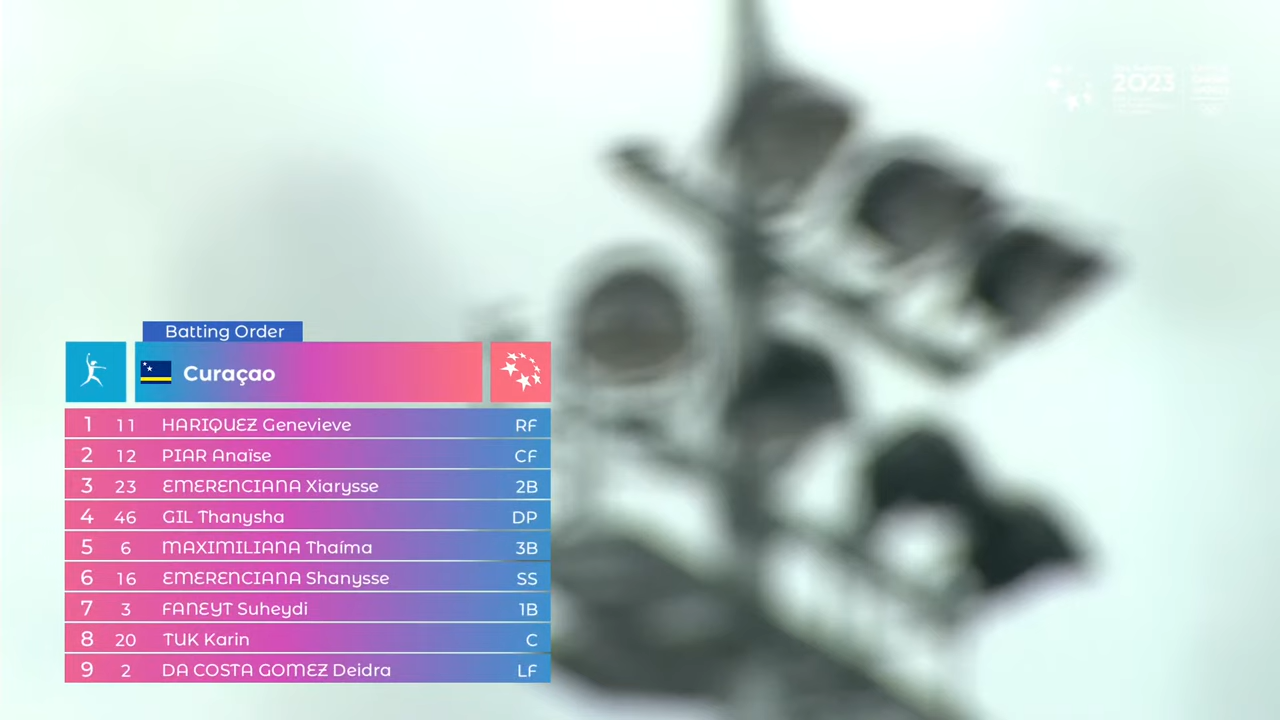 2023
Batting Order
Curaçao
1 11 HARIQUEZ Genevieve RF
2 12 PIAR Anaïse CF
3 23 EMERENCIANA Xiarysse 2B
4 46 GIL Thanysha DP
5 6 MAXIMILIANA Thaíma 3B
6 16 EMERENCIANA Shanysse SS
7 3 FANEYT Suheydi 1B
8 20 TUK Karin C
9 2 DA COSTA GOMEZ Deidra LF